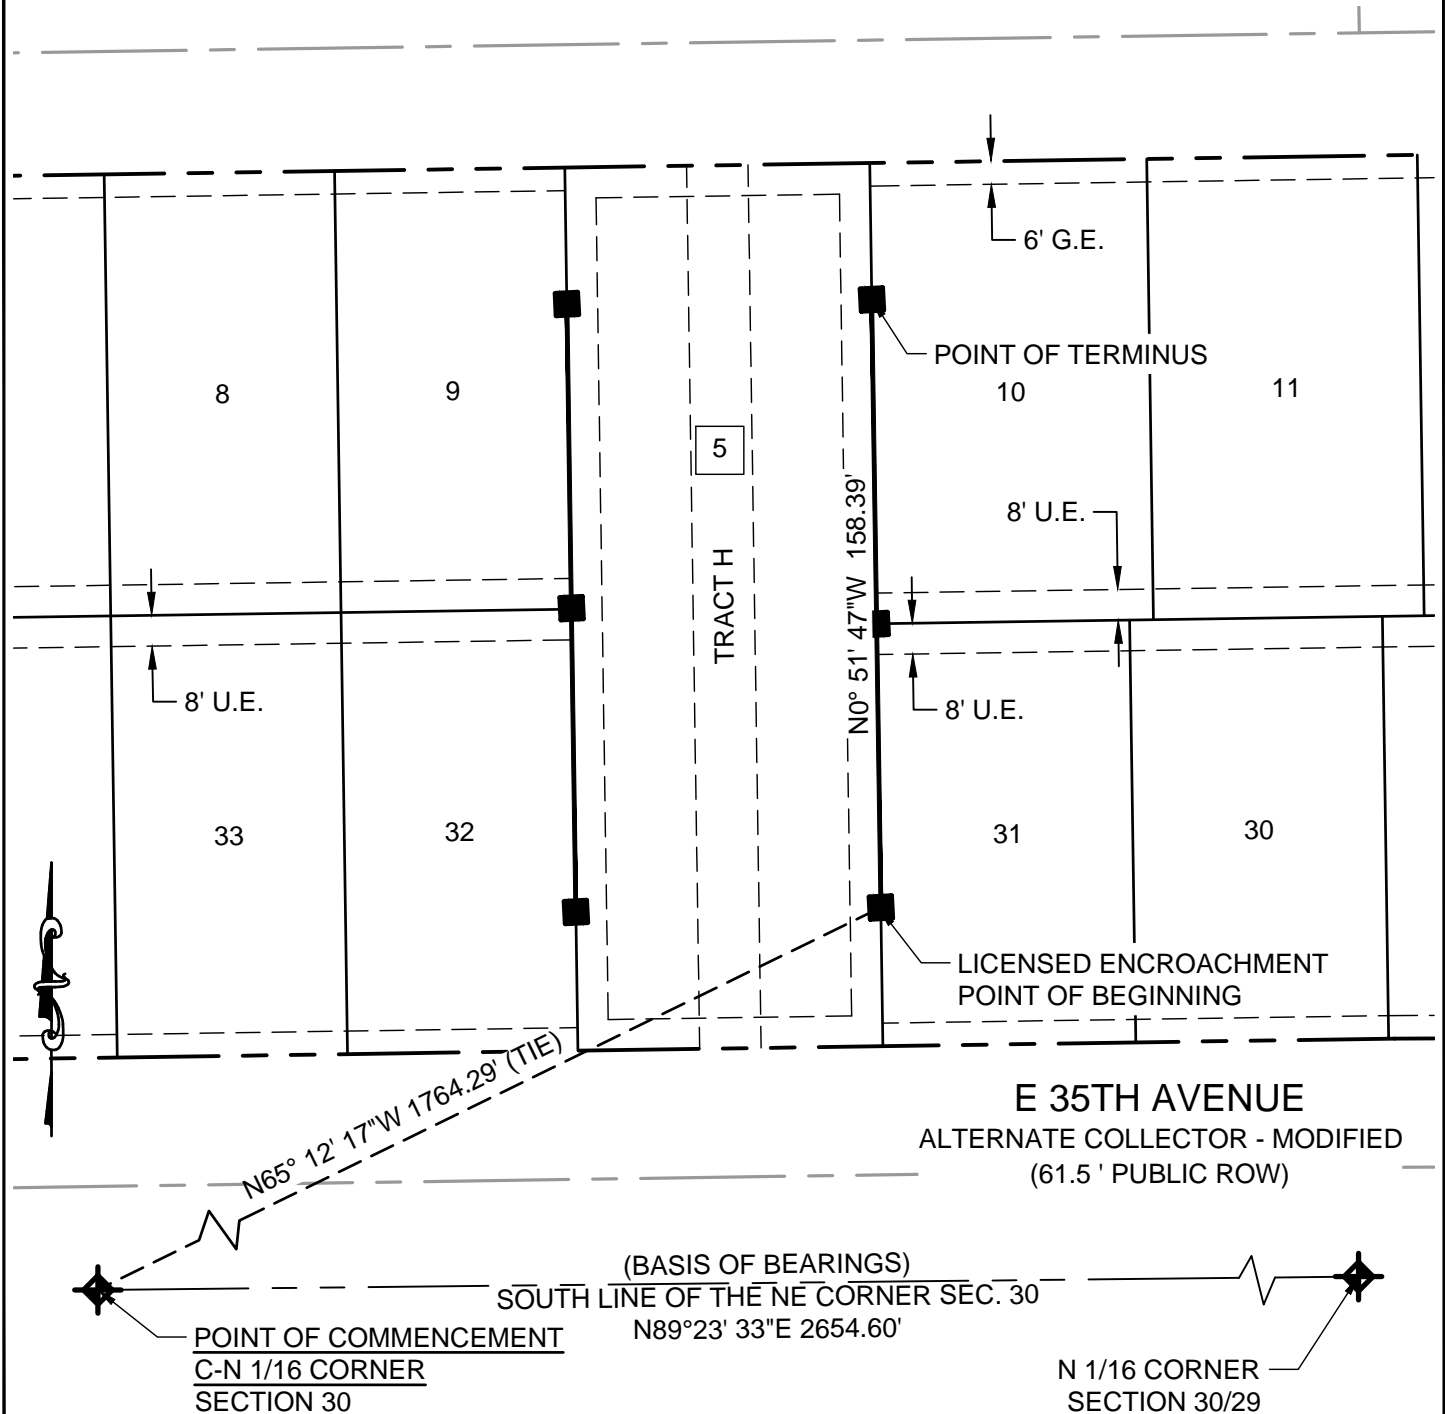 6' G.E.
POINT OF TERMINUS
8
9
10
11
5
8' U.E.
N0° 51' 47"W 158.39'
TRACT H
8' U.E.
8' U.E.
33
32
31
30
LICENSED ENCROACHMENT
POINT OF BEGINNING
N65° 12' 17"W 1764.29' (TIE)
E 35TH AVENUE
ALTERNATE COLLECTOR - MODIFIED
(61.5 ' PUBLIC ROW)
(BASIS OF BEARINGS)
SOUTH LINE OF THE NE CORNER SEC. 30
N89°23' 33"E 2654.60'
POINT OF COMMENCEMENT
C-N 1/16 CORNER
SECTION 30
N 1/16 CORNER
SECTION 30/29